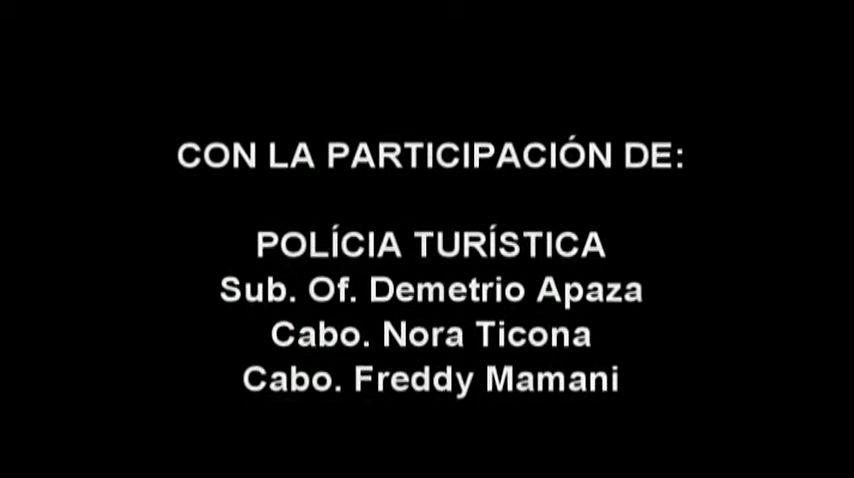 CON LA PARTICIPACIÓN DE:
POLÍCIA TURÍSTICA
Sub. Of. Demetrio Apaza
Cabo. Nora Ticona
Cabo. Freddy Mamani